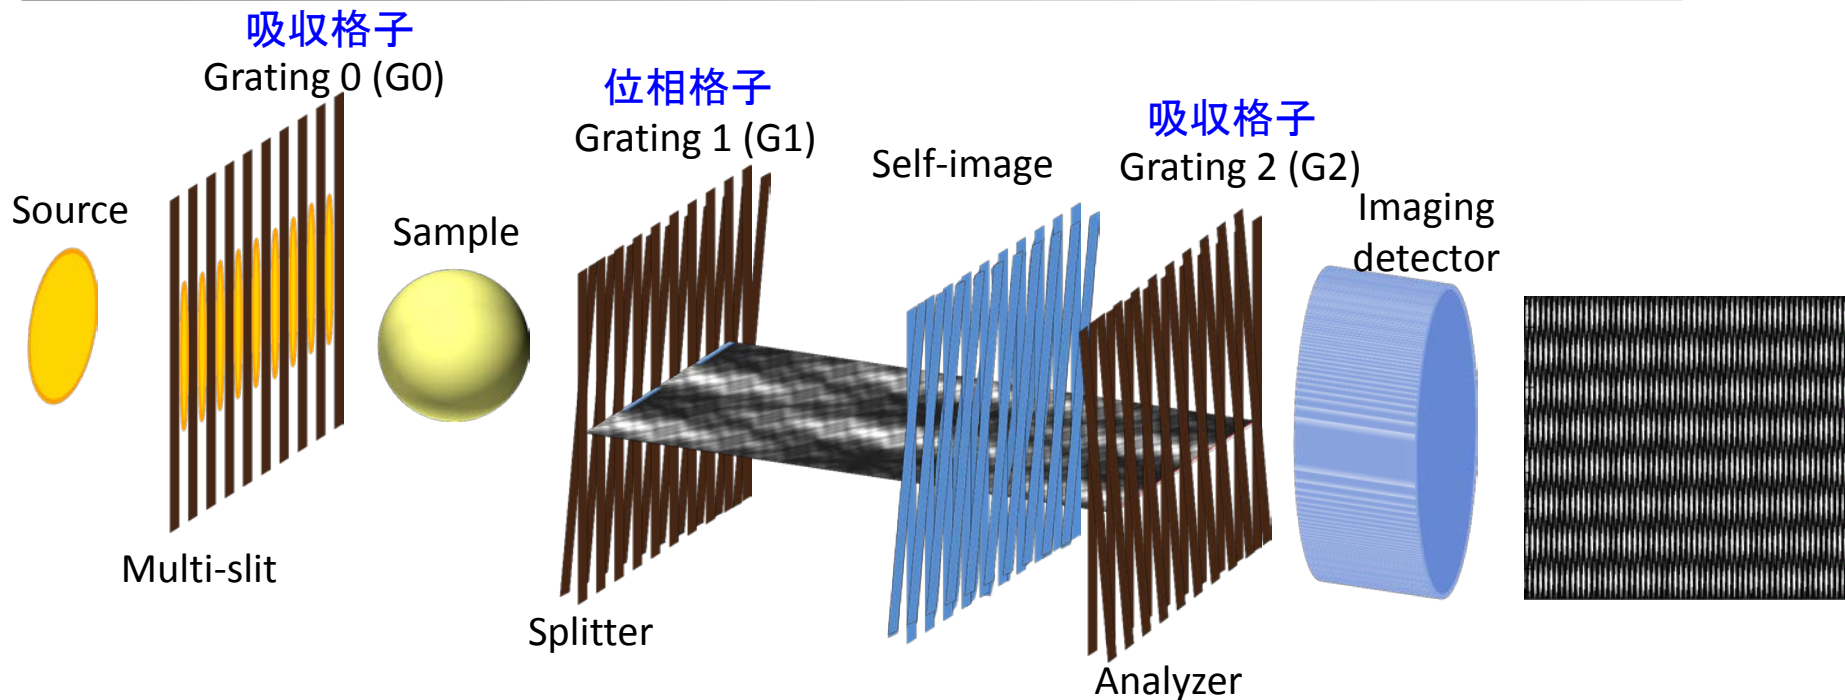 吸収格子
Grating 0 (G0)
位相格子
Grating 1 (G1)
吸収格子
Grating 2 (G2)
Self-image
Source
Sample
Imaging
detector
Multi-slit
Splitter
Analyzer